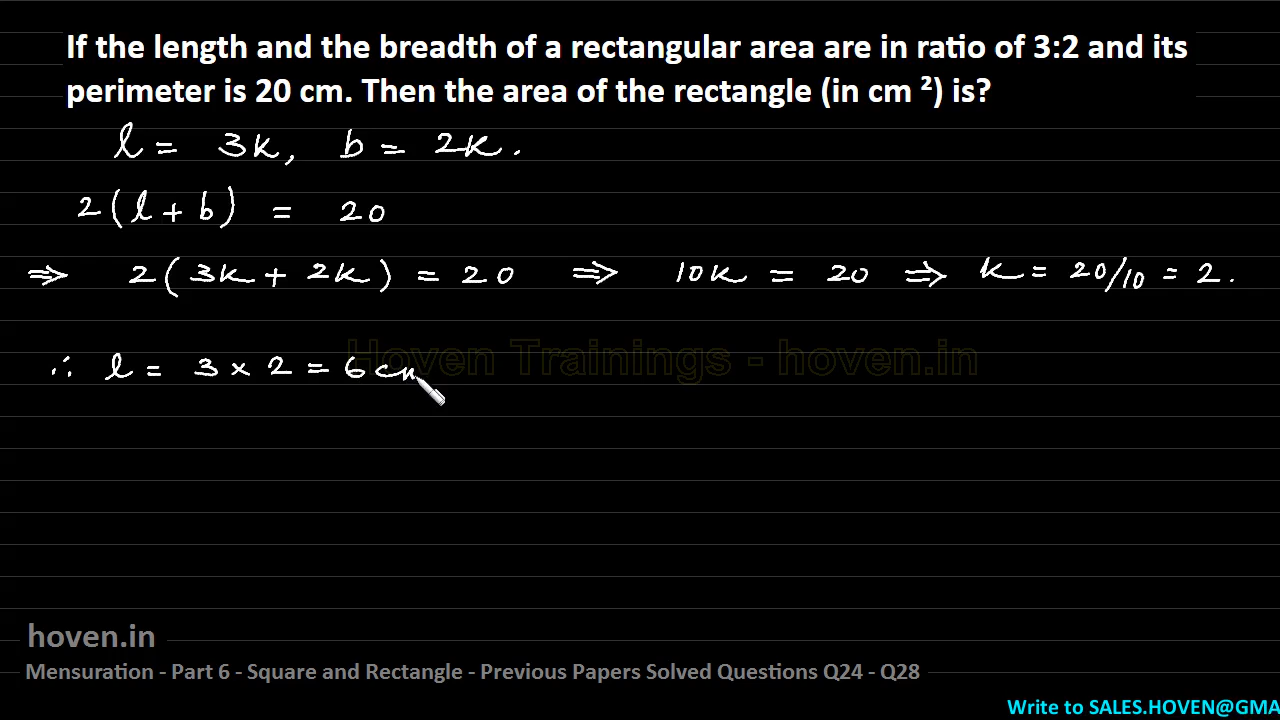 If the length and the breadth of a rectangular area are in ratio of 3:2 and its
perimeter is 20 cm. Then the area of the rectangle (in cm ²) is?
l = 3k, b = 2k.
2(l + b) = 20
⇒ 2(3k + 2k) = 20 ⇒ 10k = 20 ⇒ k = 20/10 = 2.
Hoven Trainings - hoven.in
∴ l = 3 × 2 = 6 cm
hoven.in
Mensuration - Part 6 - Square and Rectangle - Previous Papers Solved Questions Q24 - Q28
Write to SALES.HOVEN@GMA